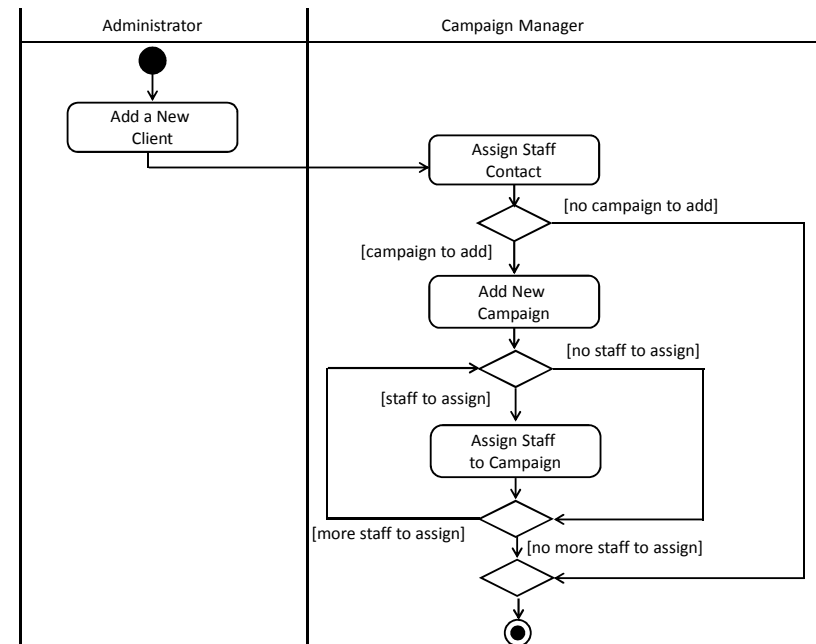 Administrator
Campaign Manager
Add a New
Client
Assign Staff
Contact
[no campaign to add]
[campaign to add]
Add New
Campaign
[no staff to assign]
[staff to assign]
Assign Staff
to Campaign
[more staff to assign]
[no more staff to assign]